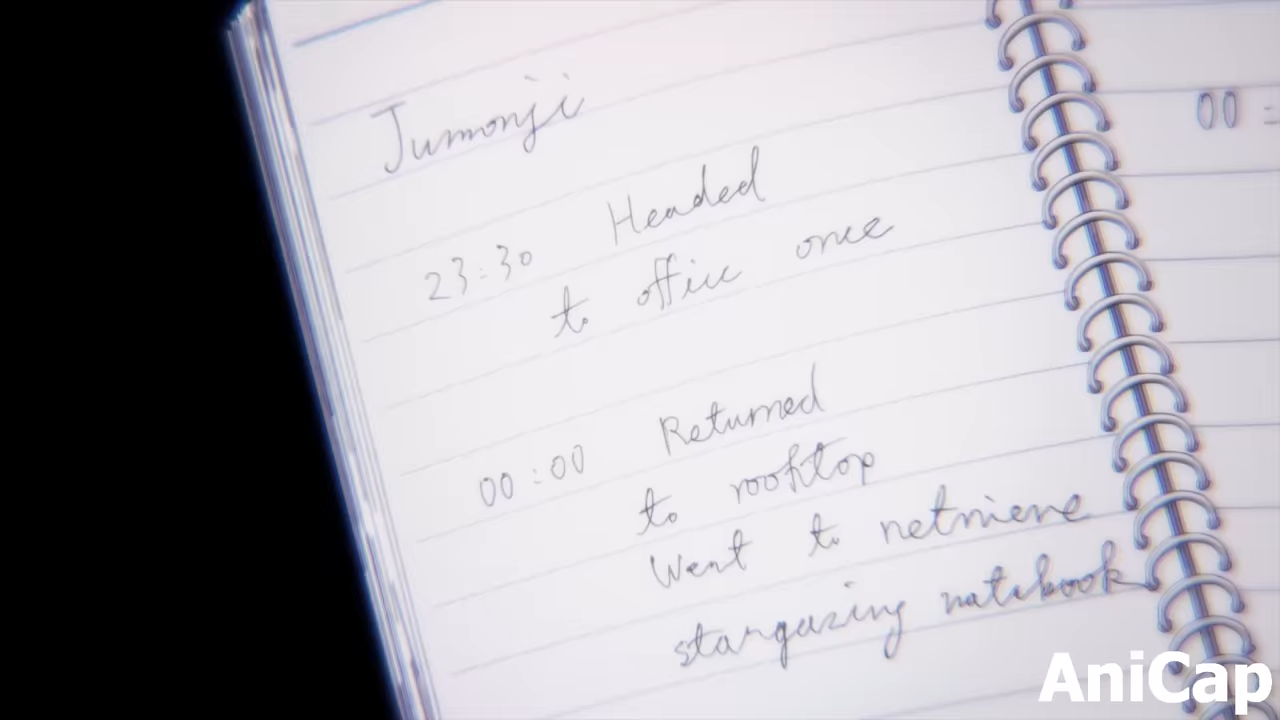 Jumonji
23:30 Headed
to office once
00:00 Returned
to rooftop
Went to retrieve
stargazing notebook
00:
AniCap